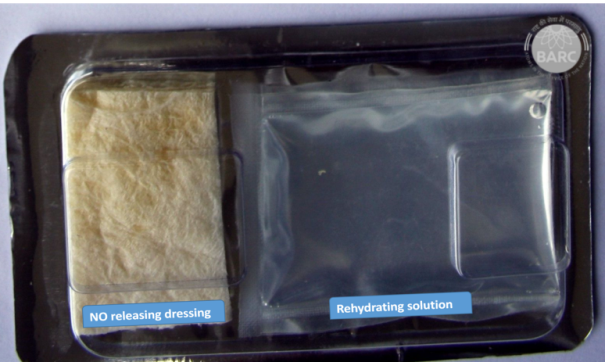 BARC
NO releasing dressing
Rehydrating solution